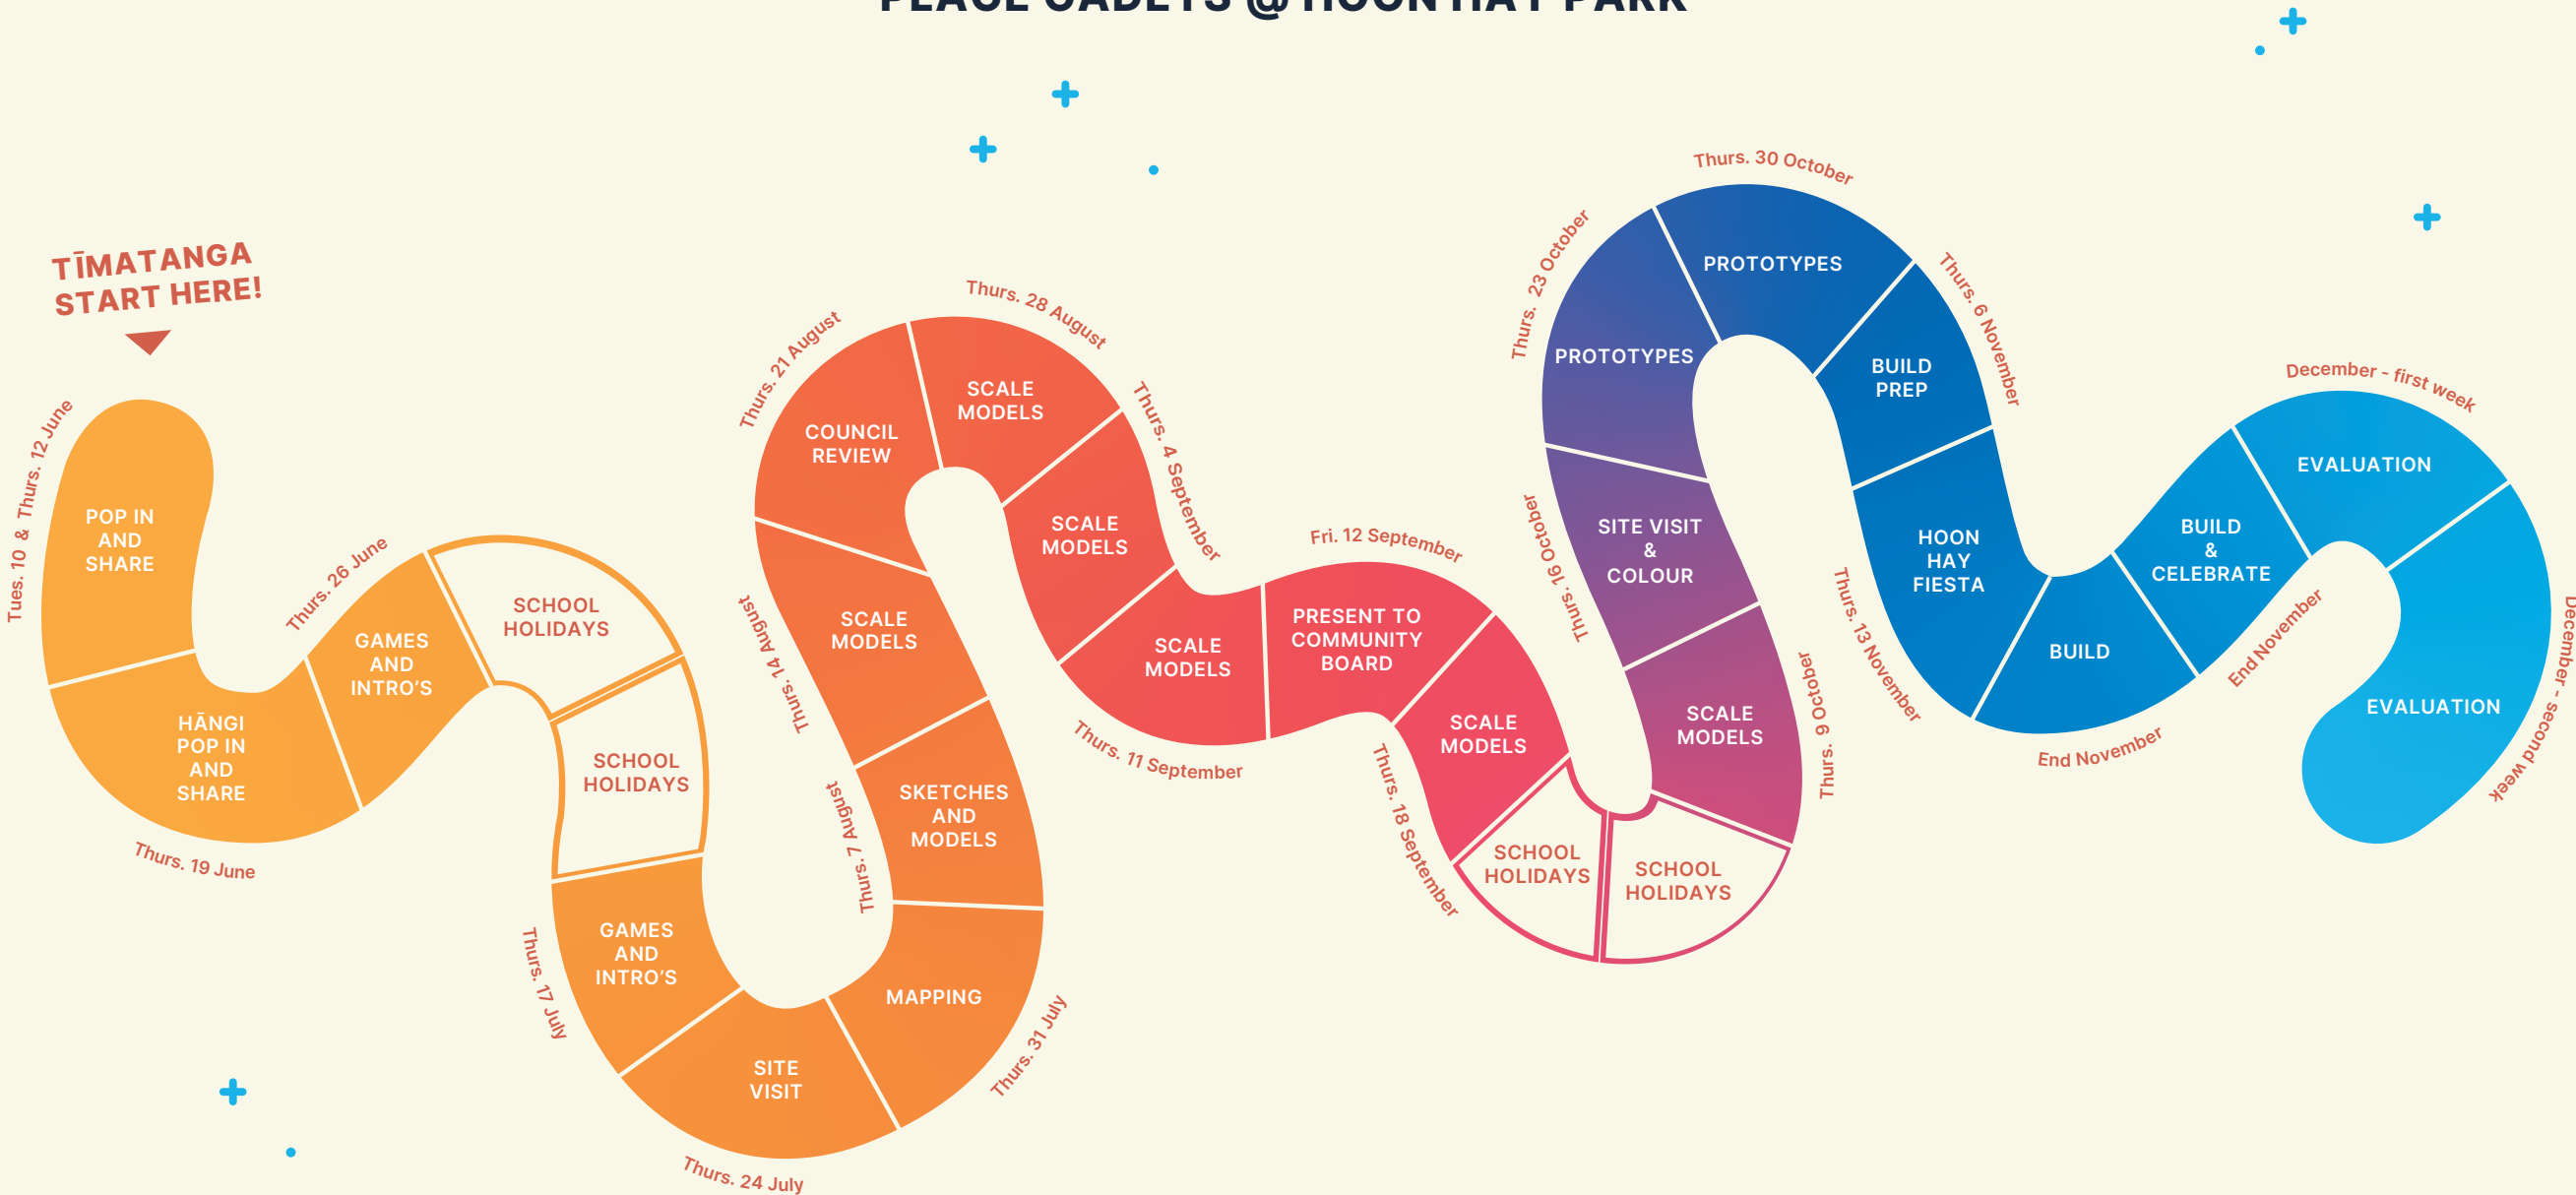 PLACE CADETS @ HOON HAY PARK
TĪMATANGA
START HERE!
Tues. 10 & Thurs. 12 June
POP IN
AND
SHARE
Thurs. 19 June
HĀNGI
POP IN
AND
SHARE
Thurs. 26 June
GAMES
AND
INTRO’S
SCHOOL
HOLIDAYS
SCHOOL
HOLIDAYS
Thurs. 17 July
GAMES
AND
INTRO’S
Thurs. 24 July
SITE
VISIT
Thurs. 31 July
MAPPING
Thurs. 7 August
SKETCHES
AND
MODELS
Thurs. 14 August
SCALE
MODELS
Thurs. 21 August
COUNCIL
REVIEW
Thurs. 28 August
SCALE
MODELS
Thurs. 4 September
SCALE
MODELS
Thurs. 11 September
SCALE
MODELS
Fri. 12 September
PRESENT TO
COMMUNITY
BOARD
Thurs. 18 September
SCALE
MODELS
SCHOOL
HOLIDAYS
SCHOOL
HOLIDAYS
Thurs. 9 October
SCALE
MODELS
Thurs. 16 October
SITE VISIT
&
COLOUR
Thurs. 23 October
PROTOTYPES
Thurs. 30 October
PROTOTYPES
Thurs. 6 November
BUILD
PREP
Thurs. 13 November
HOON
HAY
FIESTA
End November
BUILD
End November
BUILD
&
CELEBRATE
December - first week
EVALUATION
December - second week
EVALUATION